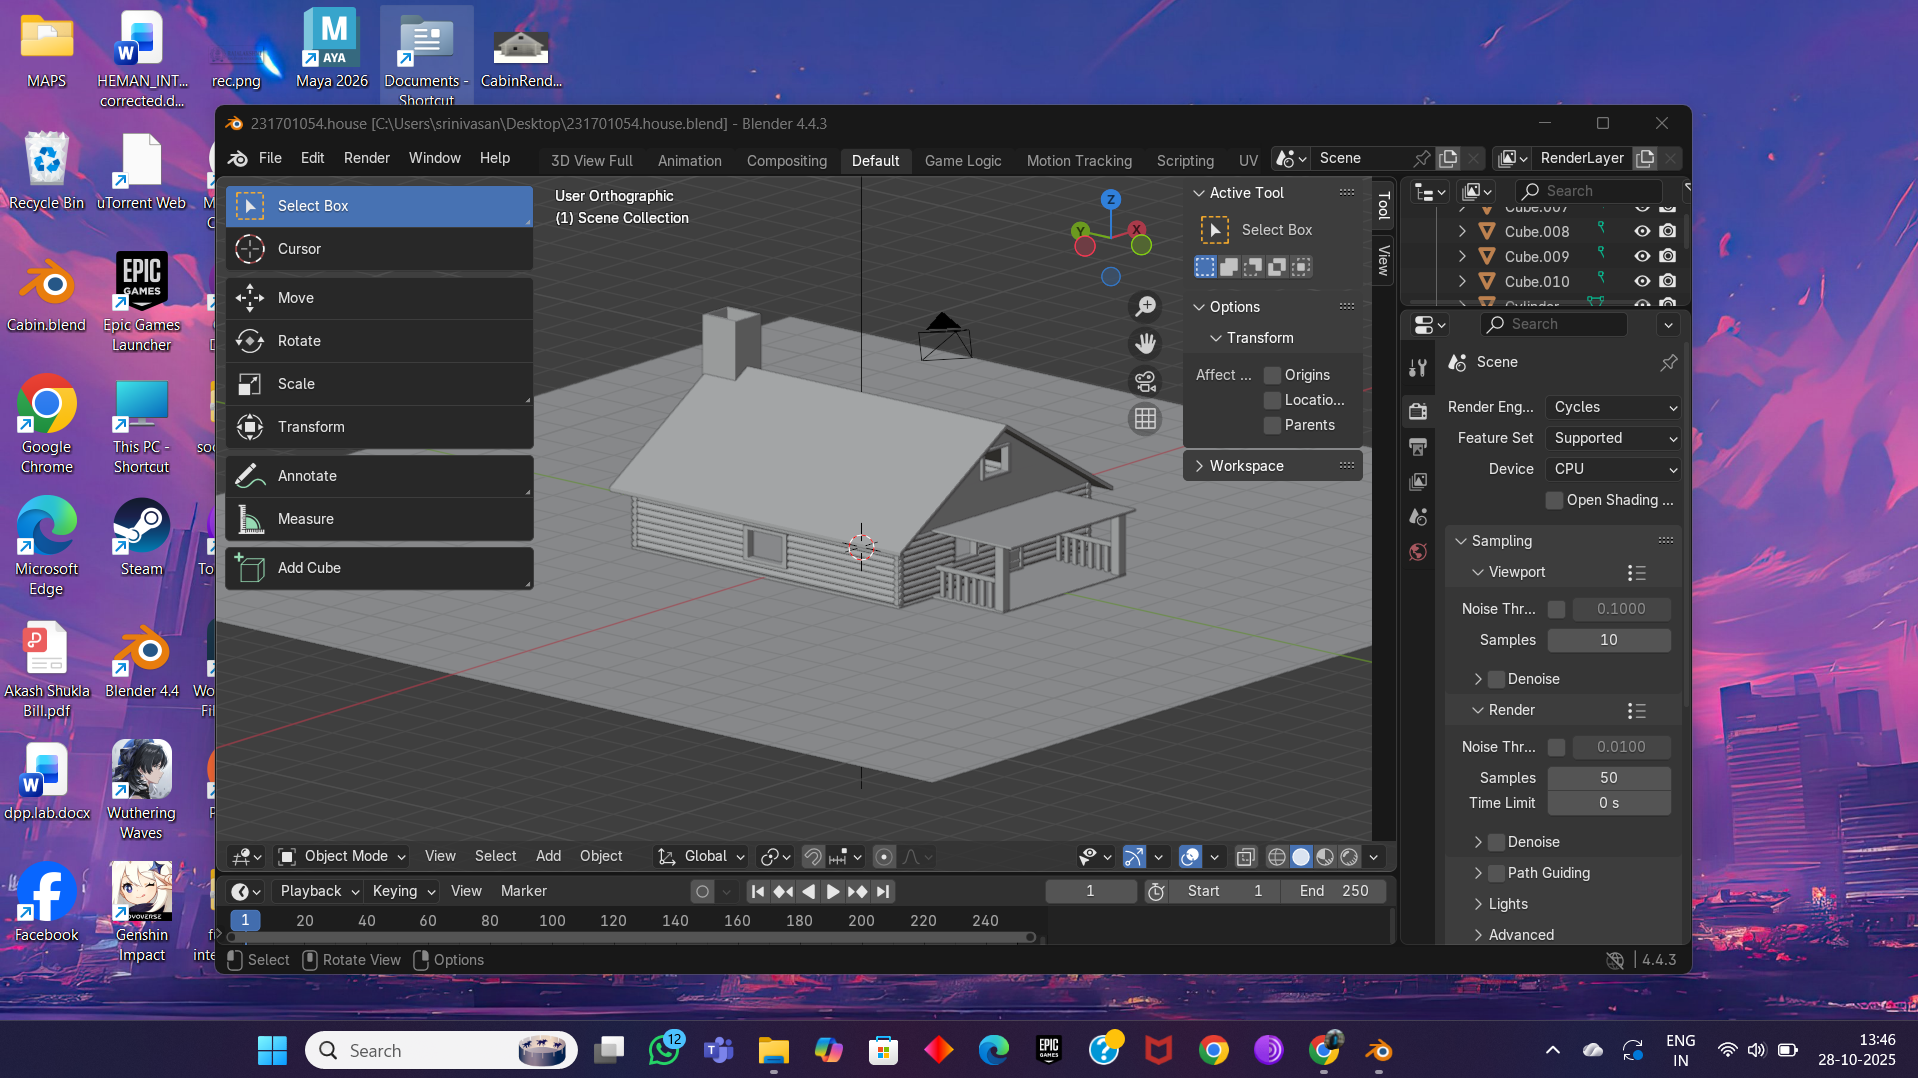 MAPS
HEMAN_INT...
corrected.d...
rec.png
M
AYA
Maya 2026
Documents -
Shortcut
CabinRend...
Recycle Bin
uTorrent Web
Cabin.blend
EPIC
GAMES
Epic Games
Launcher
Google
Chrome
This PC -
Shortcut
Microsoft
Edge
Steam
Akash Shukla
Bill.pdf
Blender 4.4
dpp.lab.docx
Wuthering
Waves
Facebook
Genshin
Impact
231701054.house [C:\Users\srinivasan\Desktop\231701054.house.blend] - Blender 4.4.3
File Edit Render Window Help
3D View Full Animation Compositing Default Game Logic Motion Tracking Scripting UV
Scene
RenderLayer
Select Box
Cursor
Move
Rotate
Scale
Transform
Annotate
Measure
Add Cube
User Orthographic
(1) Scene Collection
Z
Y
X
Active Tool
Select Box
Options
Transform
Affect ... Origins
Locatio...
Parents
Workspace
Tool
View
Search
Cube.007
Cube.008
Cube.009
Cube.010
Cylinder
Search
Scene
Render Eng... Cycles
Feature Set Supported
Device CPU
Open Shading ...
Sampling
Viewport
Noise Thr... 0.1000
Samples 10
Denoise
Render
Noise Thr... 0.0100
Samples 50
Time Limit 0 s
Denoise
Path Guiding
Lights
Advanced
Object Mode View Select Add Object Global
Playback Keying View Marker 1 Start 1 End 250
1 20 40 60 80 100 120 140 160 180 200 220 240
Select Rotate View Options
4.4.3
Search
12
ENG
IN
13:46
28-10-2025